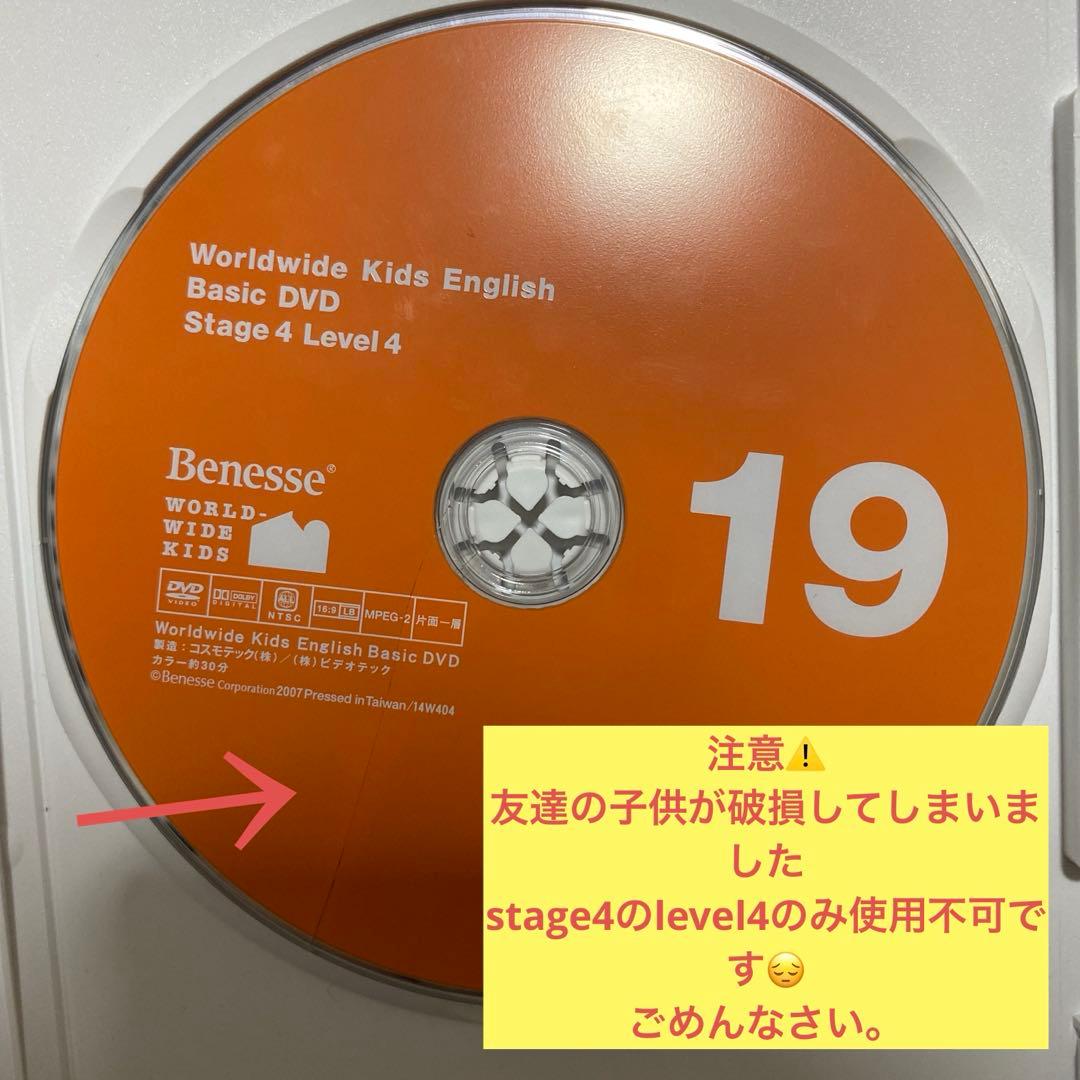 Worldwide Kids English
Basic DVD
Stage 4 Level 4
Benesse®
WORLD-
WIDE
KIDS
19
DVD VIDEO
DOLBY DIGITAL
ALL NTSC
16:9 LB
MPEG-2
片面一層
Worldwide Kids English Basic DVD
製造：コスモテック(株)／(株)ビデオテック
カラー約30分
©Benesse Corporation 2007 Pressed in Taiwan/14W404
注意⚠️
友達の子供が破損してしまいま
した
stage4のlevel4のみ使用不可で
す😔
ごめんなさい。